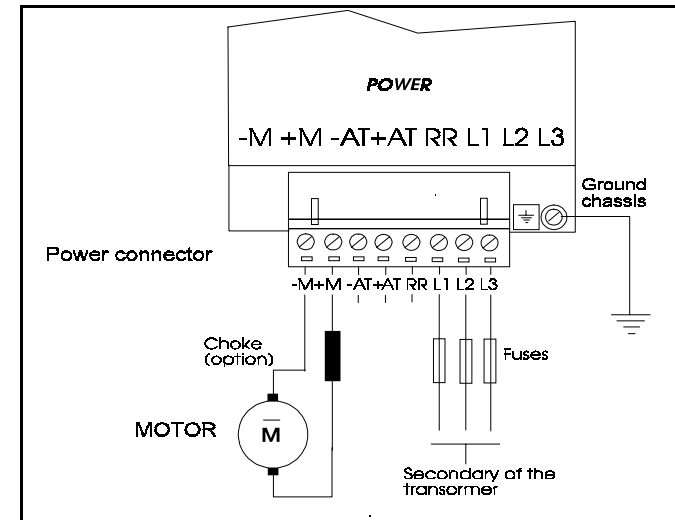 POWER
-M +M -AT+AT RR L1 L2 L3
Ground
chassis
Power connector
-M+M -AT+AT RR L1 L2 L3
Choke
(option)
Fuses
MOTOR
M
Secondary of the
transormer